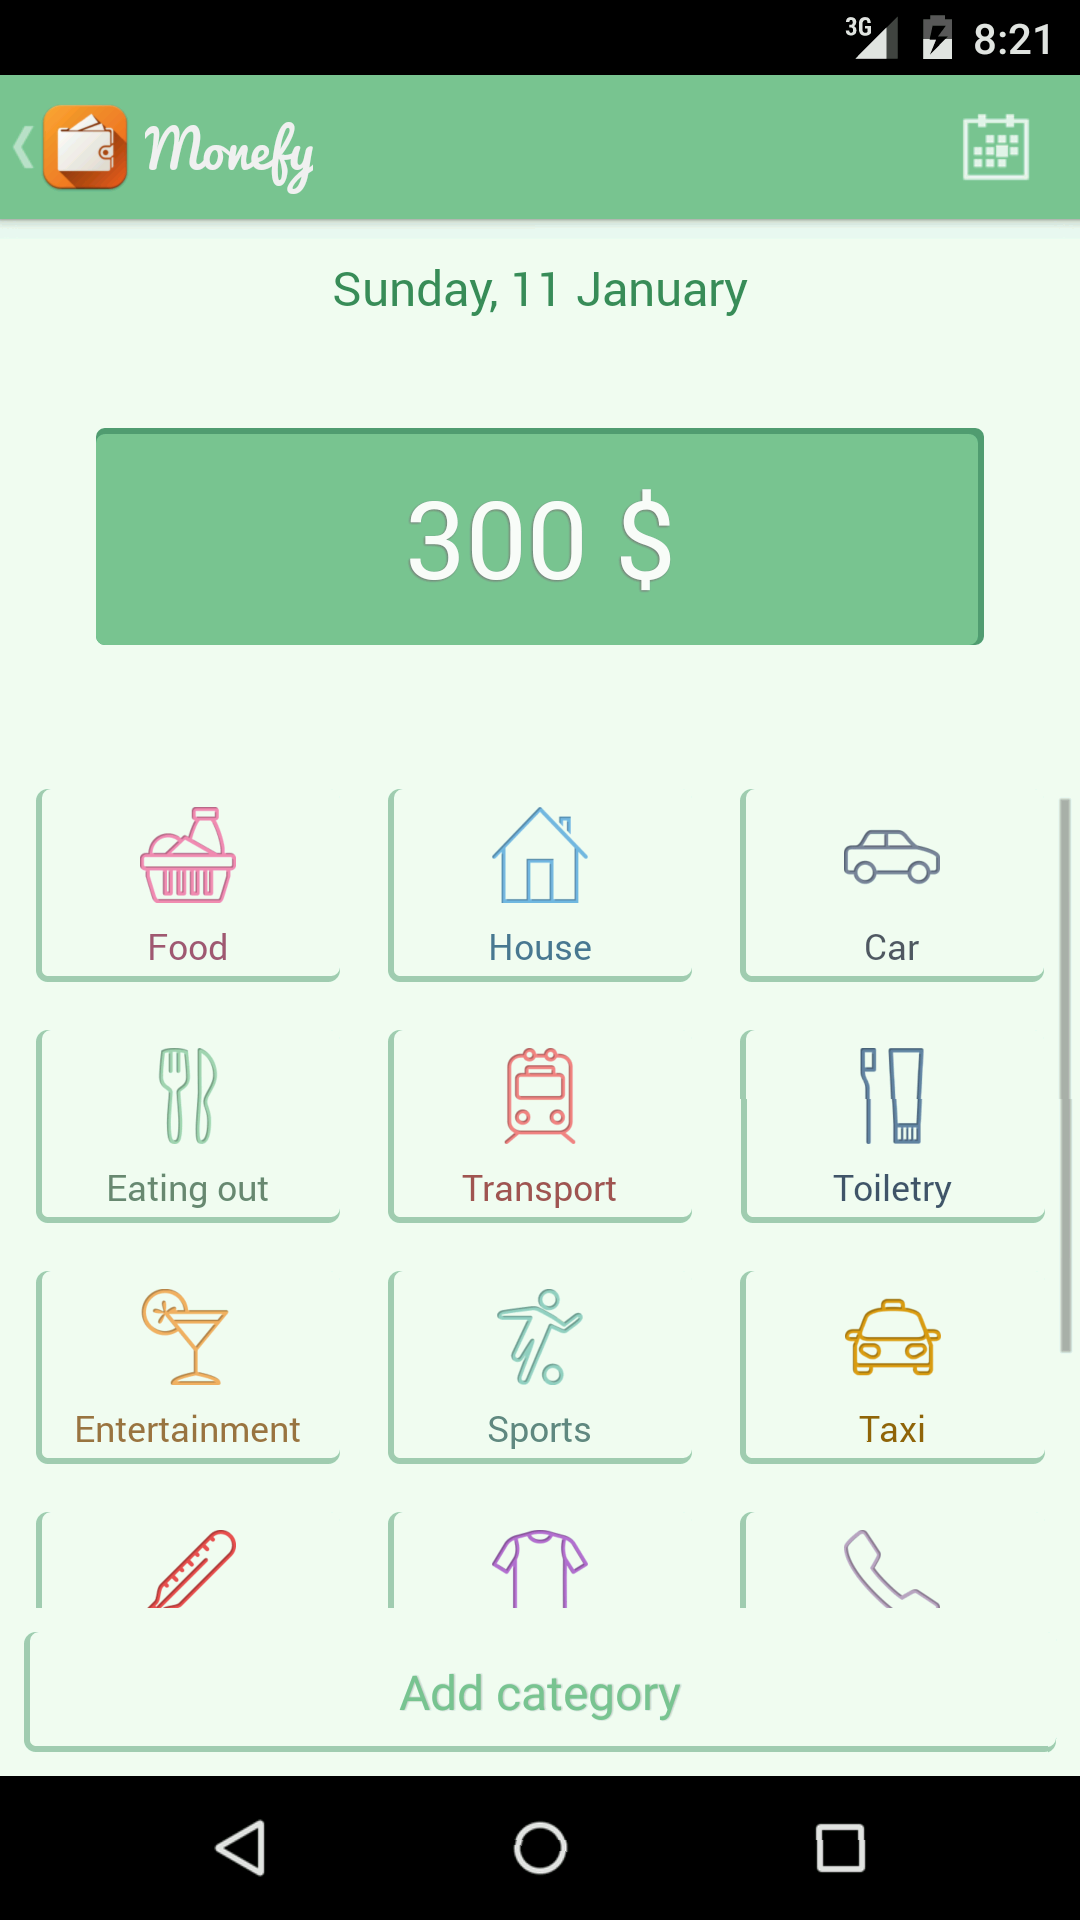 3G 8:21
Monefy
Sunday, 11 January
300 $
Food House Car
Eating out Transport Toiletry
Entertainment Sports Taxi
Add category